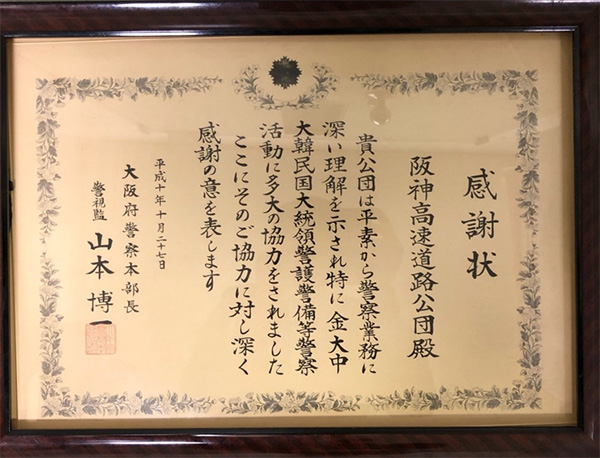 感謝状
阪神高速道路公団殿
貴公団は平素から警察業務に
深い理解を示され特に金大中
大韓民国大統領警護警備等警察
活動に多大の協力をされました
ここにそのご協力に対し深く
感謝の意を表します
平成十年十月二十七日
大阪府警察本部長
警視監 山本博一